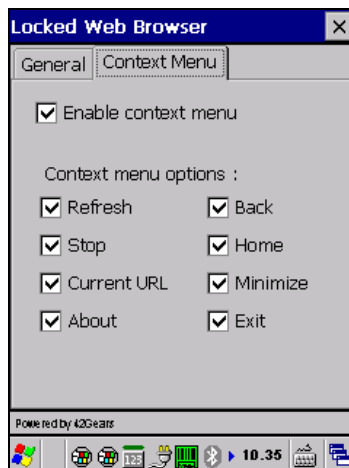 Locked Web Browser
General Context Menu
Enable context menu
Context menu options :
Refresh Back
Stop Home
Current URL Minimize
About Exit
Powered by 42Gears
123 10.35